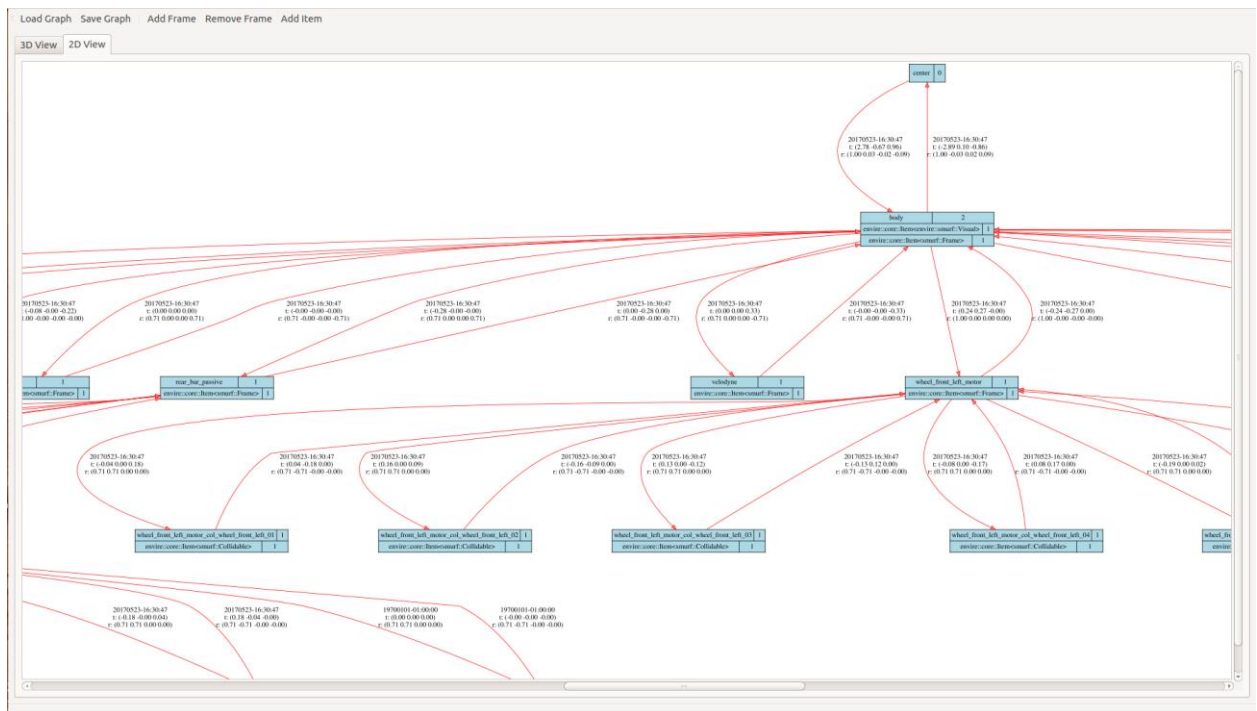 Load Graph Save Graph Add Frame Remove Frame Add Item
3D View 2D View
center 0
20170523-16:30:47
t: (2.78 -0.67 0.96)
r: (1.00 0.03 -0.02 -0.09)
20170523-16:30:47
t: (-2.89 0.10 -0.86)
r: (1.00 -0.03 0.02 0.09)
body 2
envire::core::Item<envire::smurf::Visual> 1
envire::core::Item<smurf::Frame> 1
20170523-16:30:47
t: (-0.08 -0.00 -0.22)
1.00 -0.00 -0.00 -0.00)
20170523-16:30:47
t: (0.00 0.00 0.00)
r: (0.71 0.00 0.00 0.71)
20170523-16:30:47
t: (-0.00 -0.00 -0.00)
r: (0.71 -0.00 -0.00 -0.71)
20170523-16:30:47
t: (-0.28 -0.00 -0.00)
r: (0.71 0.00 0.00 0.71)
20170523-16:30:47
t: (0.00 -0.28 0.00)
r: (0.71 -0.00 -0.00 -0.71)
20170523-16:30:47
t: (0.00 0.00 0.33)
r: (0.71 0.00 0.00 -0.71)
20170523-16:30:47
t: (-0.00 -0.00 -0.33)
r: (0.71 -0.00 -0.00 0.71)
20170523-16:30:47
t: (0.24 0.27 -0.00)
r: (1.00 0.00 0.00 0.00)
20170523-16:30:47
t: (-0.24 -0.27 0.00)
r: (1.00 -0.00 -0.00 -0.00)
1
em<smurf::Frame> 1
rear_bar_passive 1
envire::core::Item<smurf::Frame> 1
velodyne 1
envire::core::Item<smurf::Frame> 1
wheel_front_left_motor 1
envire::core::Item<smurf::Frame> 1
20170523-16:30:47
t: (-0.04 0.00 0.18)
r: (0.71 0.71 0.00 0.00)
20170523-16:30:47
t: (0.04 -0.18 0.00)
r: (0.71 -0.71 -0.00 -0.00)
20170523-16:30:47
t: (0.16 0.00 0.09)
r: (0.71 0.71 0.00 0.00)
20170523-16:30:47
t: (-0.16 -0.09 0.00)
r: (0.71 -0.71 -0.00 -0.00)
20170523-16:30:47
t: (0.13 0.00 -0.12)
r: (0.71 0.71 0.00 0.00)
20170523-16:30:47
t: (-0.13 0.12 0.00)
r: (0.71 -0.71 -0.00 -0.00)
20170523-16:30:47
t: (-0.08 0.00 -0.17)
r: (0.71 0.71 0.00 0.00)
20170523-16:30:47
t: (0.08 0.17 0.00)
r: (0.71 -0.71 -0.00 -0.00)
20170523-16:30:47
t: (-0.19 0.00 0.02)
r: (0.71 0.71 0.00 0.00)
wheel_front_left_motor_col_wheel_front_left_01 1
envire::core::Item<smurf::Collidable> 1
wheel_front_left_motor_col_wheel_front_left_02 1
envire::core::Item<smurf::Collidable> 1
wheel_front_left_motor_col_wheel_front_left_03 1
envire::core::Item<smurf::Collidable> 1
wheel_front_left_motor_col_wheel_front_left_04 1
envire::core::Item<smurf::Collidable> 1
20170523-16:30:47
t: (-0.18 -0.00 0.04)
r: (0.71 0.71 0.00 0.00)
20170523-16:30:47
t: (0.18 -0.04 -0.00)
r: (0.71 -0.71 -0.00 -0.00)
19700101-01:00:00
t: (0.00 0.00 0.00)
r: (0.71 0.71 0.00 0.00)
19700101-01:00:00
t: (-0.00 -0.00 -0.00)
r: (0.71 -0.71 -0.00 -0.00)